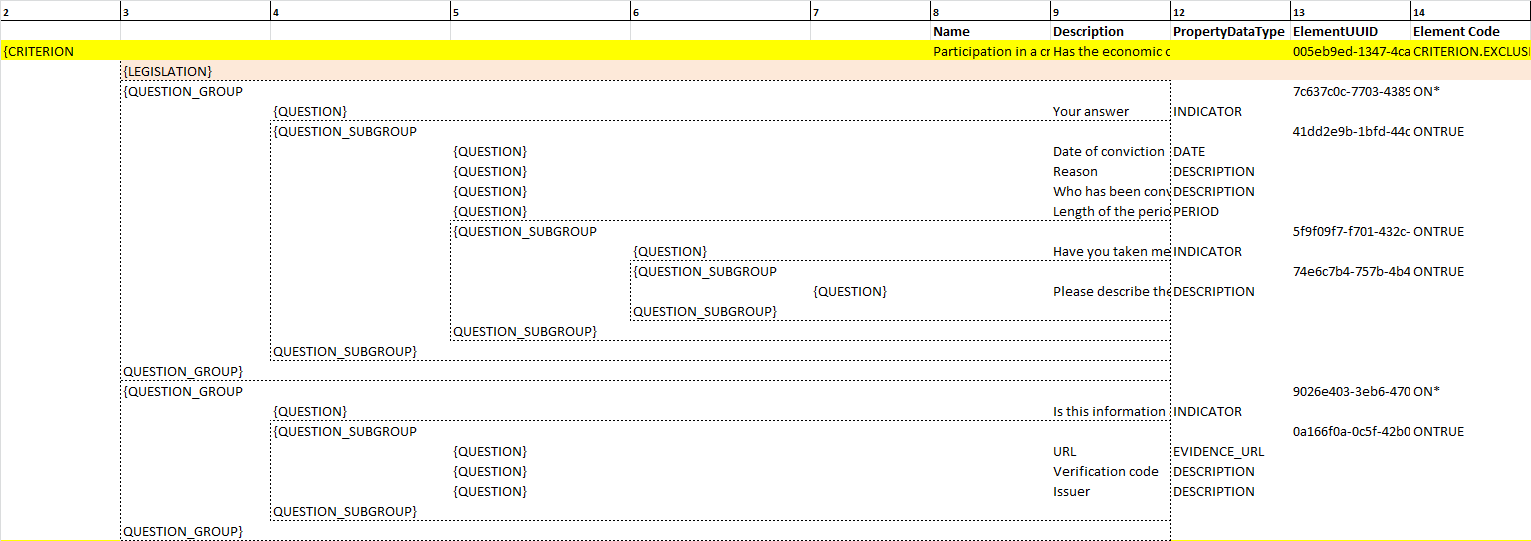 2 3 4 5 6 7 8 9 12 13 14
Name Description PropertyDataType ElementUUID Element Code
{CRITERION Participation in a cr Has the economic c 005eb9ed-1347-4ca CRITERION.EXCLUSI
{LEGISLATION}
{QUESTION_GROUP 7c637c0c-7703-4389 ON*
{QUESTION} Your answer INDICATOR
{QUESTION_SUBGROUP 41dd2e9b-1bfd-44c ONTRUE
{QUESTION} Date of conviction DATE
{QUESTION} Reason DESCRIPTION
{QUESTION} Who has been conv DESCRIPTION
{QUESTION} Length of the perio PERIOD
{QUESTION_SUBGROUP 5f9f09f7-f701-432c- ONTRUE
{QUESTION} Have you taken me INDICATOR
{QUESTION_SUBGROUP 74e6c7b4-757b-4b4 ONTRUE
{QUESTION} Please describe the DESCRIPTION
QUESTION_SUBGROUP}
QUESTION_SUBGROUP}
QUESTION_SUBGROUP}
QUESTION_GROUP}
{QUESTION_GROUP 9026e403-3eb6-470 ON*
{QUESTION} Is this information INDICATOR
{QUESTION_SUBGROUP 0a166f0a-0c5f-42b0 ONTRUE
{QUESTION} URL EVIDENCE_URL
{QUESTION} Verification code DESCRIPTION
{QUESTION} Issuer DESCRIPTION
QUESTION_SUBGROUP}
QUESTION_GROUP}